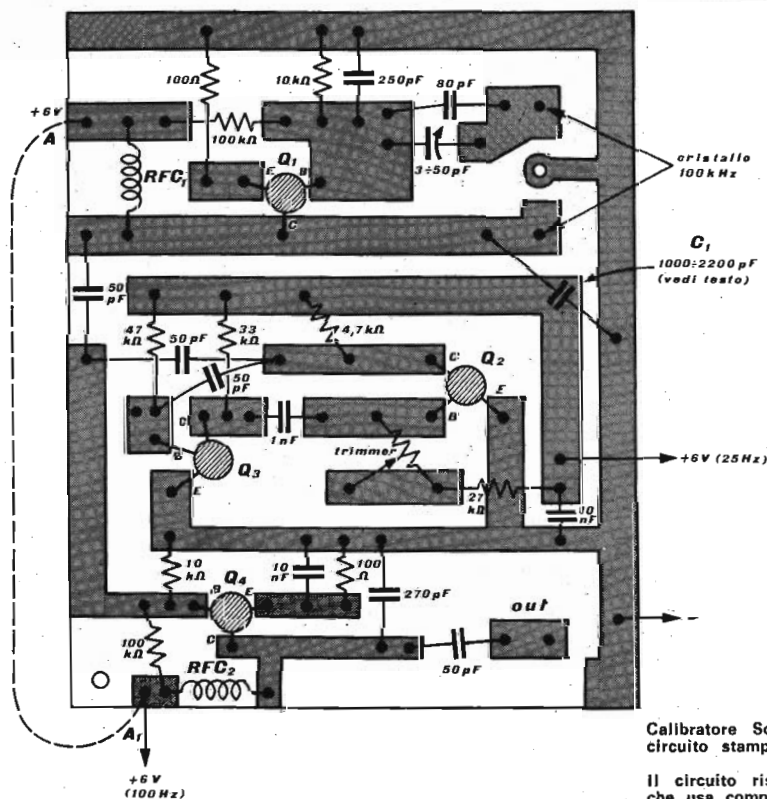 100Ω
10kΩ
250pF
80pF
+6V
A
100kΩ
3÷50pF
cristallo
100kHz
RFC₁
Q₁
E
B
C
C₁
1000÷2200pF
(vedi testo)
50
pF
47
kΩ
50pF
33
kΩ
4,7kΩ
50
pF
C
Q₂
E
B
C
1nF
B
Q₃
E
trimmer
+6V (25Hz)
27
kΩ
10
nF
10
kΩ
Q₄
B
E
C
10
nF
100
Ω
270pF
out
-
100
kΩ
RFC₂
50pF
A₁
+6V
(100Hz)
Calibratore
circuito stamp
Il circuito
che usa comp